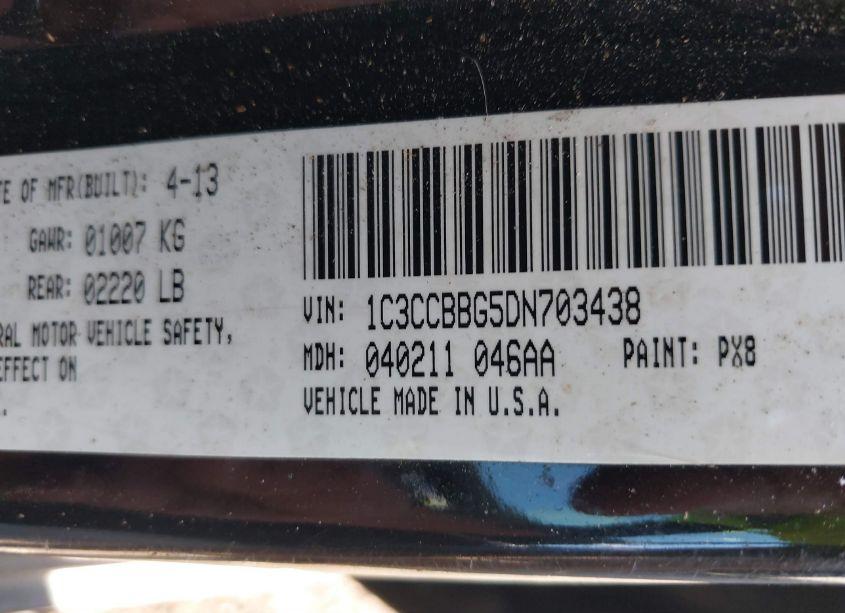 TE OF MFR(BUILT): 4-13
GAWR: 01007 KG
REAR: 02220 LB
RAL MOTOR VEHICLE SAFETY,
EFFECT ON
VIN: 1C3CCBBG5DN703438
MDH: 040211 046AA PAINT: PX8
VEHICLE MADE IN U.S.A.